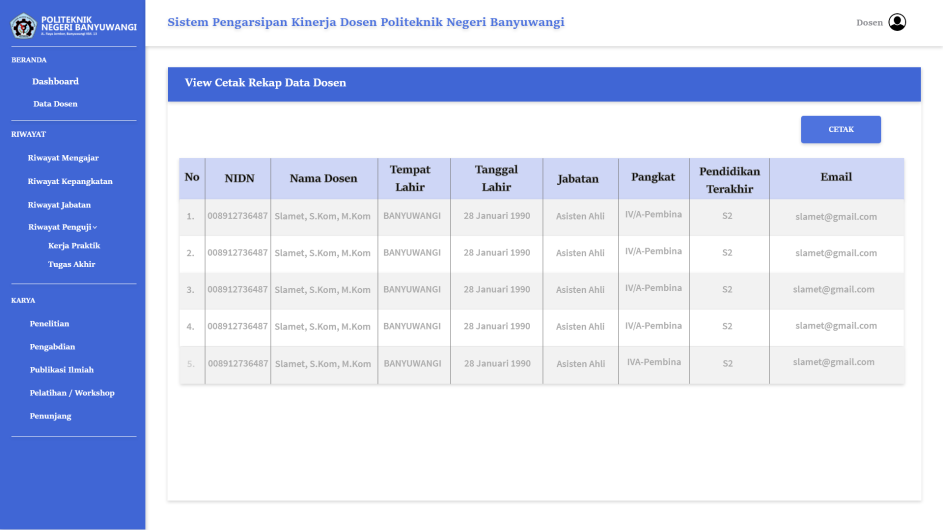 POLITEKNIK
NEGERI BANYUWANGI
Sistem Pengarsipan Kinerja Dosen Politeknik Negeri Banyuwangi
Dosen
BERANDA
Dashboard
Data Dosen
RIWAYAT
Riwayat Mengajar
Riwayat Kepangkatan
Riwayat Jabatan
Riwayat Penguji
Kerja Praktik
Tugas Akhir
KARYA
Penelitian
Pengabdian
Publikasi Ilmiah
Pelatihan / Workshop
Penunjang
View Cetak Rekap Data Dosen
CETAK
No NIDN Nama Dosen Tempat Lahir Tanggal Lahir Jabatan Pangkat Pendidikan Terakhir Email
1. 008912736487 Slamet, S.Kom, M.Kom BANYUWANGI 28 Januari 1990 Asisten Ahli IV/A-Pembina S2 slamet@gmail.com
2. 008912736487 Slamet, S.Kom, M.Kom BANYUWANGI 28 Januari 1990 Asisten Ahli IV/A-Pembina S2 slamet@gmail.com
3. 008912736487 Slamet, S.Kom, M.Kom BANYUWANGI 28 Januari 1990 Asisten Ahli IV/A-Pembina S2 slamet@gmail.com
4. 008912736487 Slamet, S.Kom, M.Kom BANYUWANGI 28 Januari 1990 Asisten Ahli IV/A-Pembina S2 slamet@gmail.com
5. 008912736487 Slamet, S.Kom, M.Kom BANYUWANGI 28 Januari 1990 Asisten Ahli IVA-Pembina S2 slamet@gmail.com